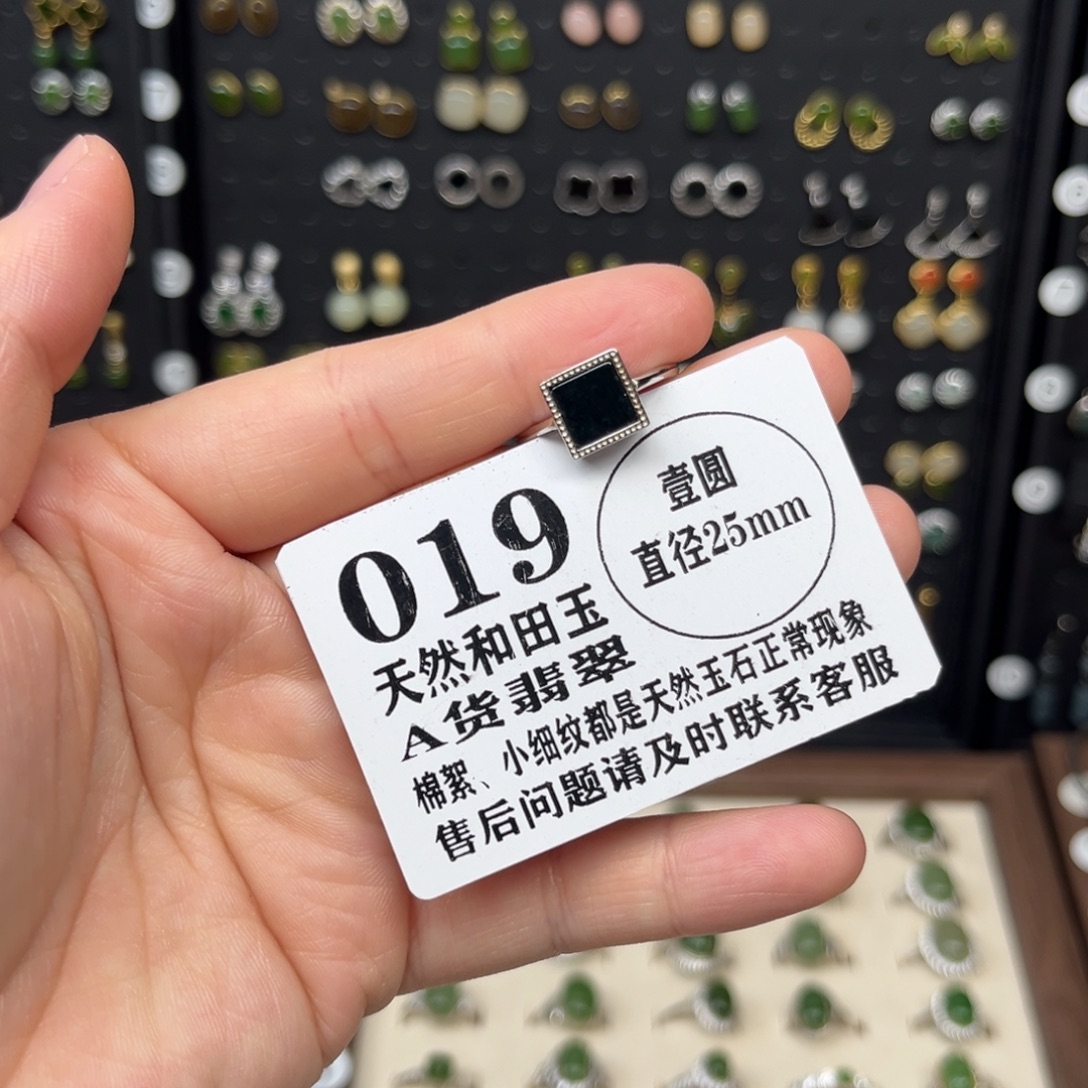 019
壹圆
直径25mm
天然和田玉
A货翡翠
棉絮、小细纹都是天然玉石正常现象
售后问题请及时联系客服